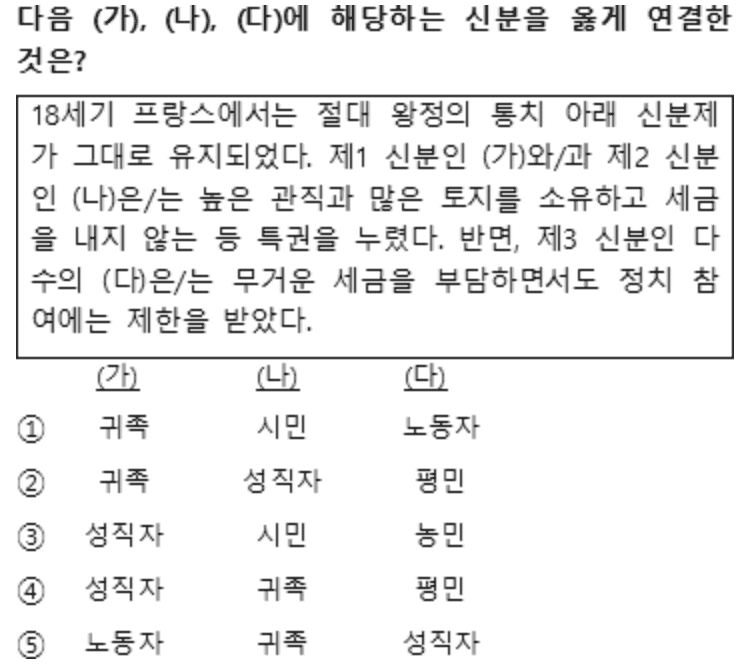 다음 (가), (나), (다)에 해당하는 신분을 옳게 연결한
것은?
18세기 프랑스에서는 절대 왕정의 통치 아래 신분제
가 그대로 유지되었다. 제1 신분인 (가)와/과 제2 신분
인 (나)은/는 높은 관직과 많은 토지를 소유하고 세금
을 내지 않는 등 특권을 누렸다. 반면, 제3 신분인 다
수의 (다)은/는 무거운 세금을 부담하면서도 정치 참
여에는 제한을 받았다.
(가) (나) (다)
① 귀족 시민 노동자
② 귀족 성직자 평민
③ 성직자 시민 농민
④ 성직자 귀족 평민
⑤ 노동자 귀족 성직자